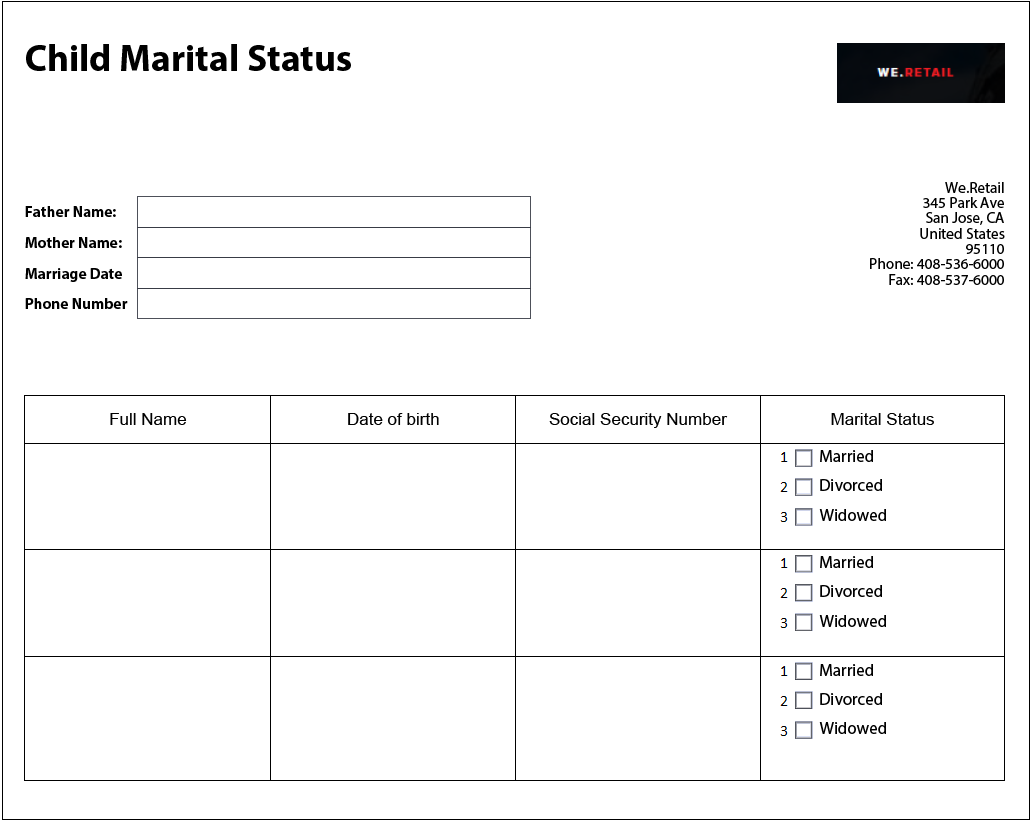 Child Marital Status
WE.RETAIL
We.Retail
345 Park Ave
San Jose, CA
United States
95110
Phone: 408-536-6000
Fax: 408-537-6000
Father Name:
Mother Name:
Marriage Date
Phone Number
Full Name Date of birth Social Security Number Marital Status
1 Married
2 Divorced
3 Widowed
1 Married
2 Divorced
3 Widowed
1 Married
2 Divorced
3 Widowed